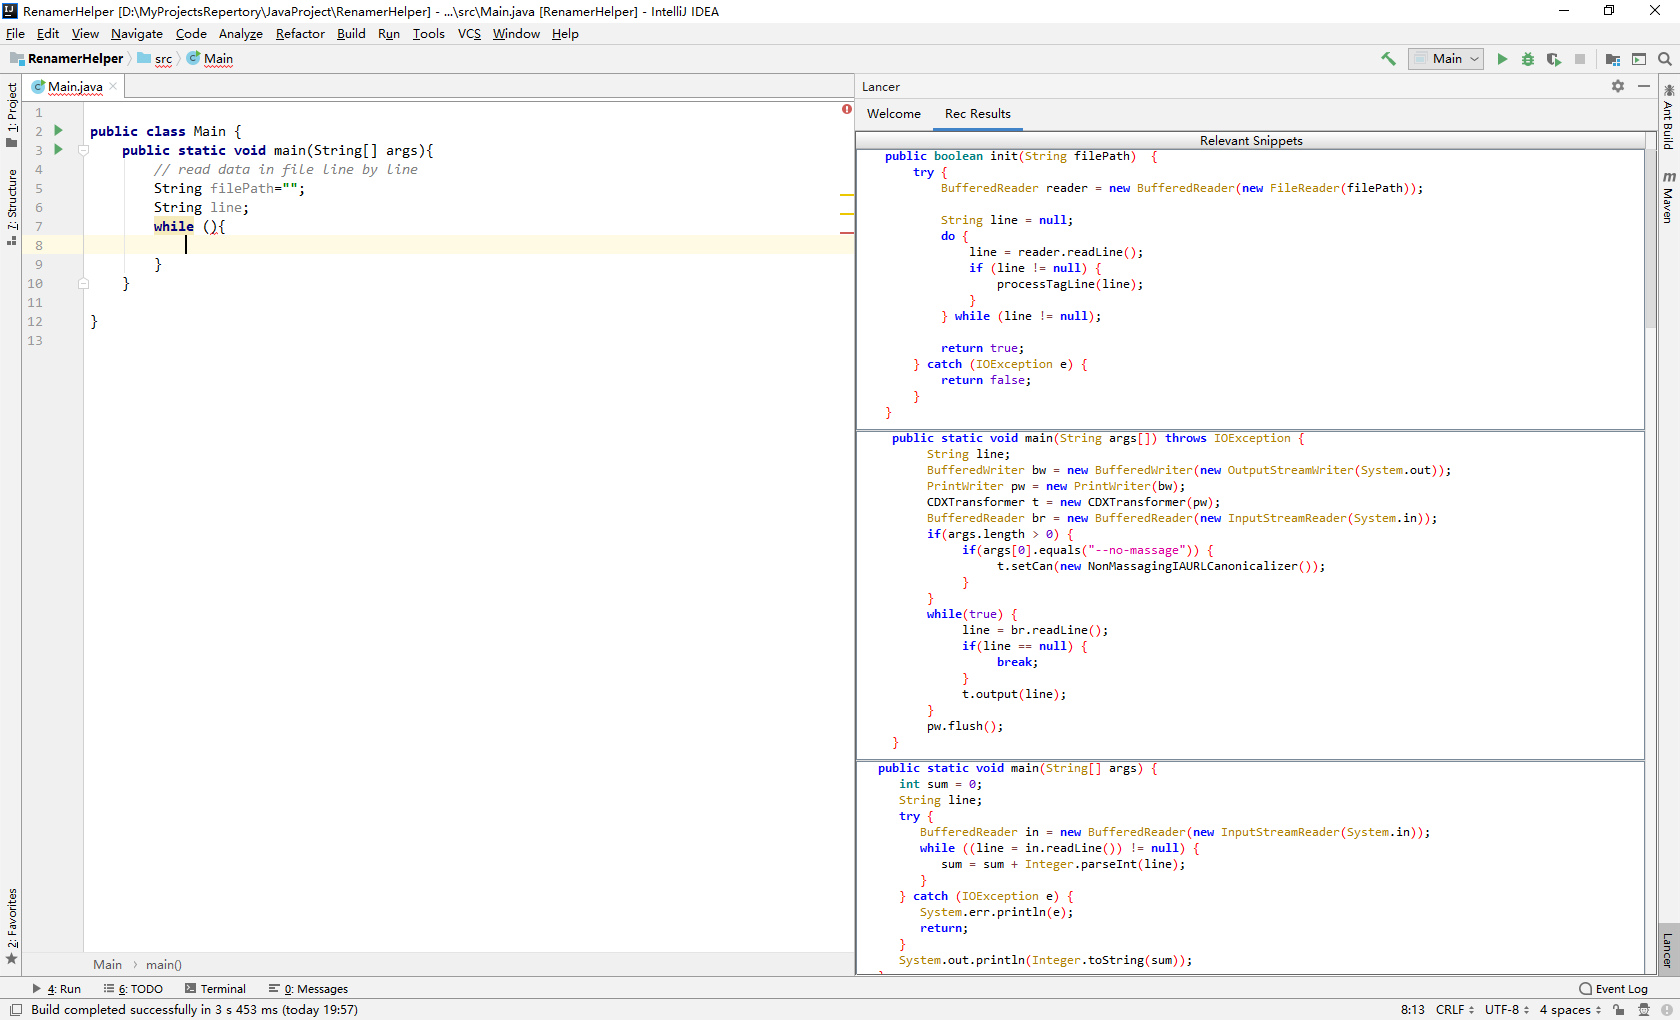 RenamerHelper [D:\MyProjectsRepertory\JavaProject\RenamerHelper] - ...\src\Main.java [RenamerHelper] - IntelliJ IDEA
File Edit View Navigate Code Analyze Refactor Build Run Tools VCS Window Help
RenamerHelper src Main
Main
Main.java
1: Project
7: Structure
2: Favorites
1
2 public class Main {
3 public static void main(String[] args){
4 // read data in file line by line
5 String filePath="";
6 String line;
7 while (){
8
9 }
10 }
11
12 }
13
Main › main()
Lancer
Welcome Rec Results
Relevant Snippets
public boolean init(String filePath) {
try {
BufferedReader reader = new BufferedReader(new FileReader(filePath));
String line = null;
do {
line = reader.readLine();
if (line != null) {
processTagLine(line);
}
} while (line != null);
return true;
} catch (IOException e) {
return false;
}
}
public static void main(String args[]) throws IOException {
String line;
BufferedWriter bw = new BufferedWriter(new OutputStreamWriter(System.out));
PrintWriter pw = new PrintWriter(bw);
CDXTransformer t = new CDXTransformer(pw);
BufferedReader br = new BufferedReader(new InputStreamReader(System.in));
if(args.length > 0) {
if(args[0].equals("--no-massage")) {
t.setCan(new NonMassagingIAURLCanonicalizer());
}
}
while(true) {
line = br.readLine();
if(line == null) {
break;
}
t.output(line);
}
pw.flush();
}
public static void main(String[] args) {
int sum = 0;
String line;
try {
BufferedReader in = new BufferedReader(new InputStreamReader(System.in));
while ((line = in.readLine()) != null) {
sum = sum + Integer.parseInt(line);
}
} catch (IOException e) {
System.err.println(e);
return;
}
System.out.println(Integer.toString(sum));
Ant Build
Maven
Lancer
4: Run 6: TODO Terminal 0: Messages Event Log
Build completed successfully in 3 s 453 ms (today 19:57) 8:13 CRLF UTF-8 4 spaces